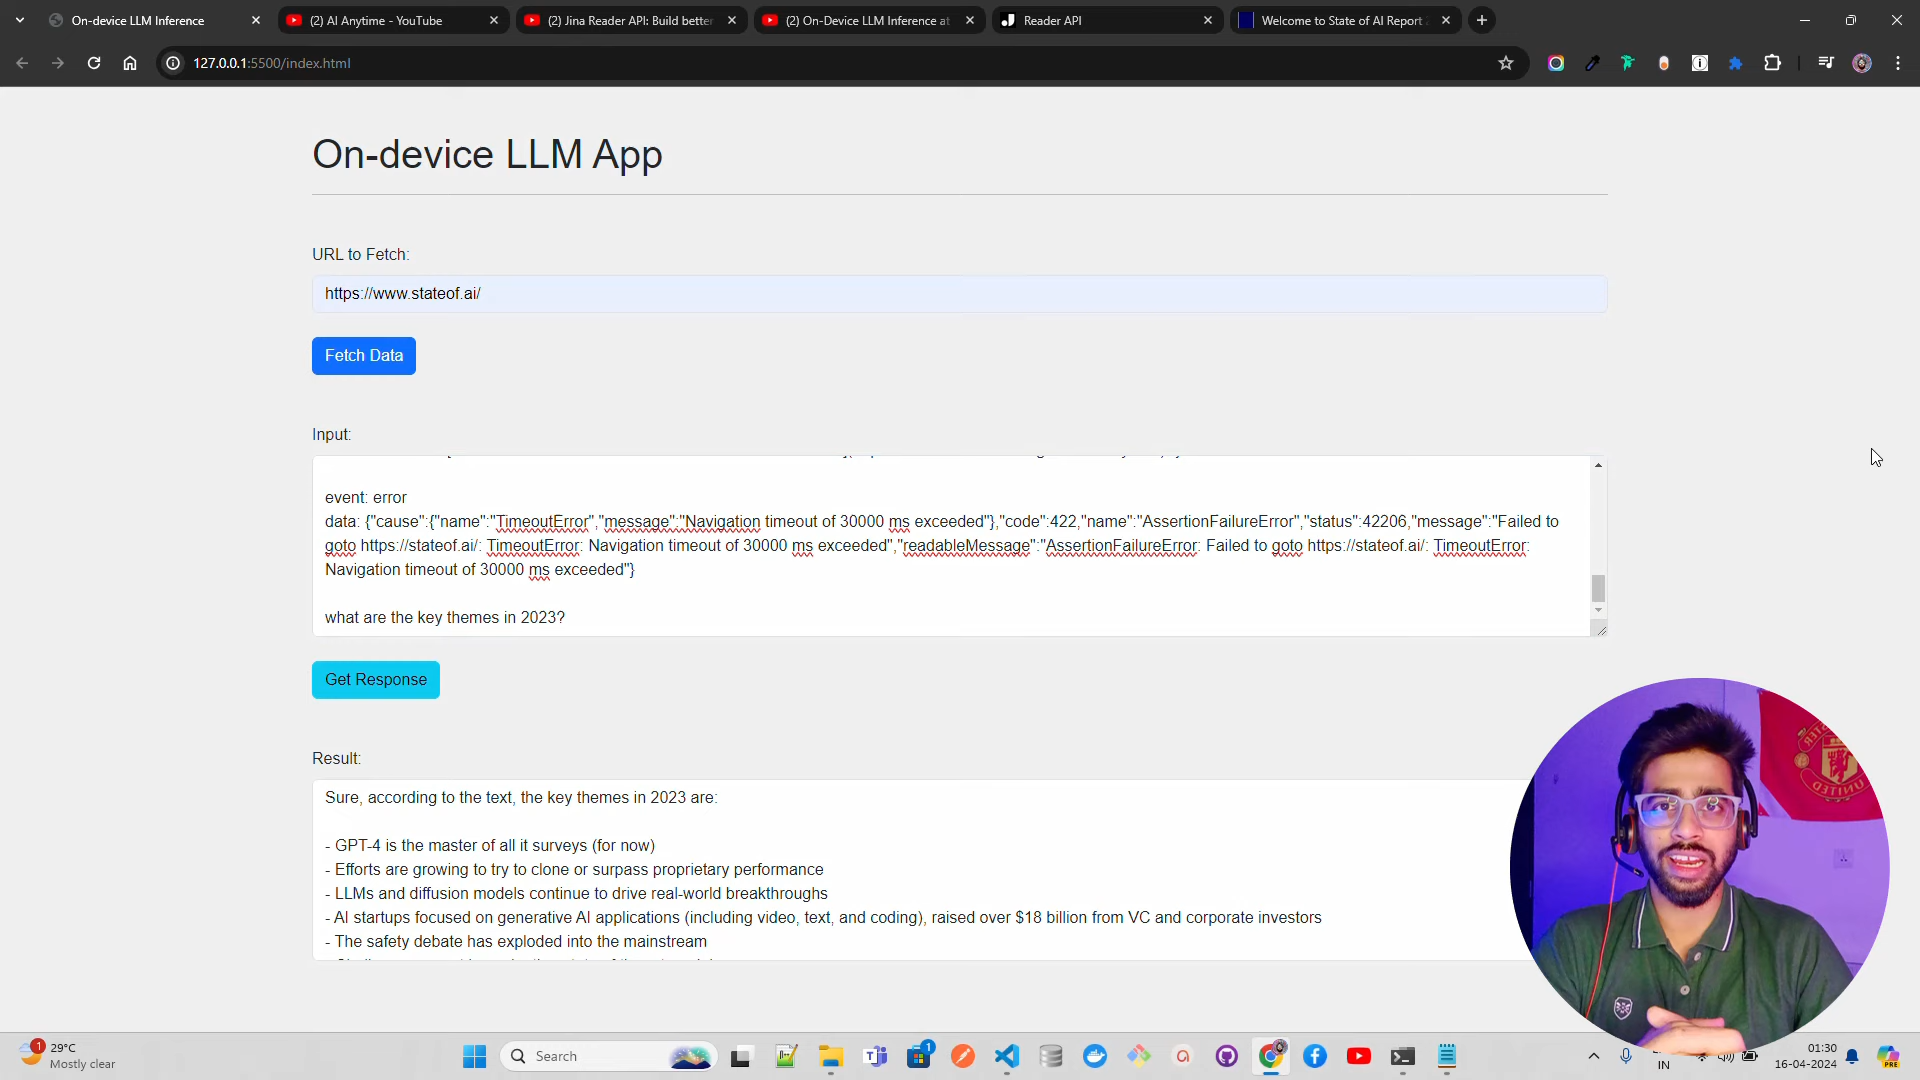 On-device LLM Inference
(2) AI Anytime - YouTube
(2) Jina Reader API: Build better
(2) On-Device LLM Inference at
Reader API
Welcome to State of AI Report
127.0.0.1:5500/index.html
On-device LLM App
URL to Fetch:
https://www.stateof.ai/
Fetch Data
Input:
event: error
data: {"cause":{"name":"TimeoutError","message":"Navigation timeout of 30000 ms exceeded"},"code":422,"name":"AssertionFailureError","status":42206,"message":"Failed to
goto https://stateof.ai/: TimeoutError: Navigation timeout of 30000 ms exceeded","readableMessage":"AssertionFailureError: Failed to goto https://stateof.ai/: TimeoutError:
Navigation timeout of 30000 ms exceeded"}
what are the key themes in 2023?
Get Response
Result:
Sure, according to the text, the key themes in 2023 are:
- GPT-4 is the master of all it surveys (for now)
- Efforts are growing to try to clone or surpass proprietary performance
- LLMs and diffusion models continue to drive real-world breakthroughs
- AI startups focused on generative AI applications (including video, text, and coding), raised over $18 billion from VC and corporate investors
- The safety debate has exploded into the mainstream
UNITED
1
29°C
Mostly clear
Search
1
IN
01:30
16-04-2024
PRE